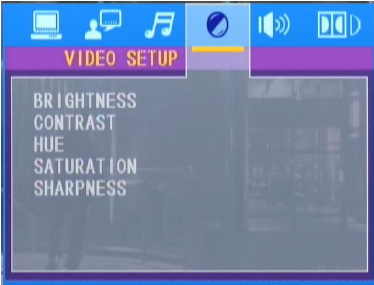 VIDEO SETUP
BRIGHTNESS
CONTRAST
HUE
SATURATION
SHARPNESS